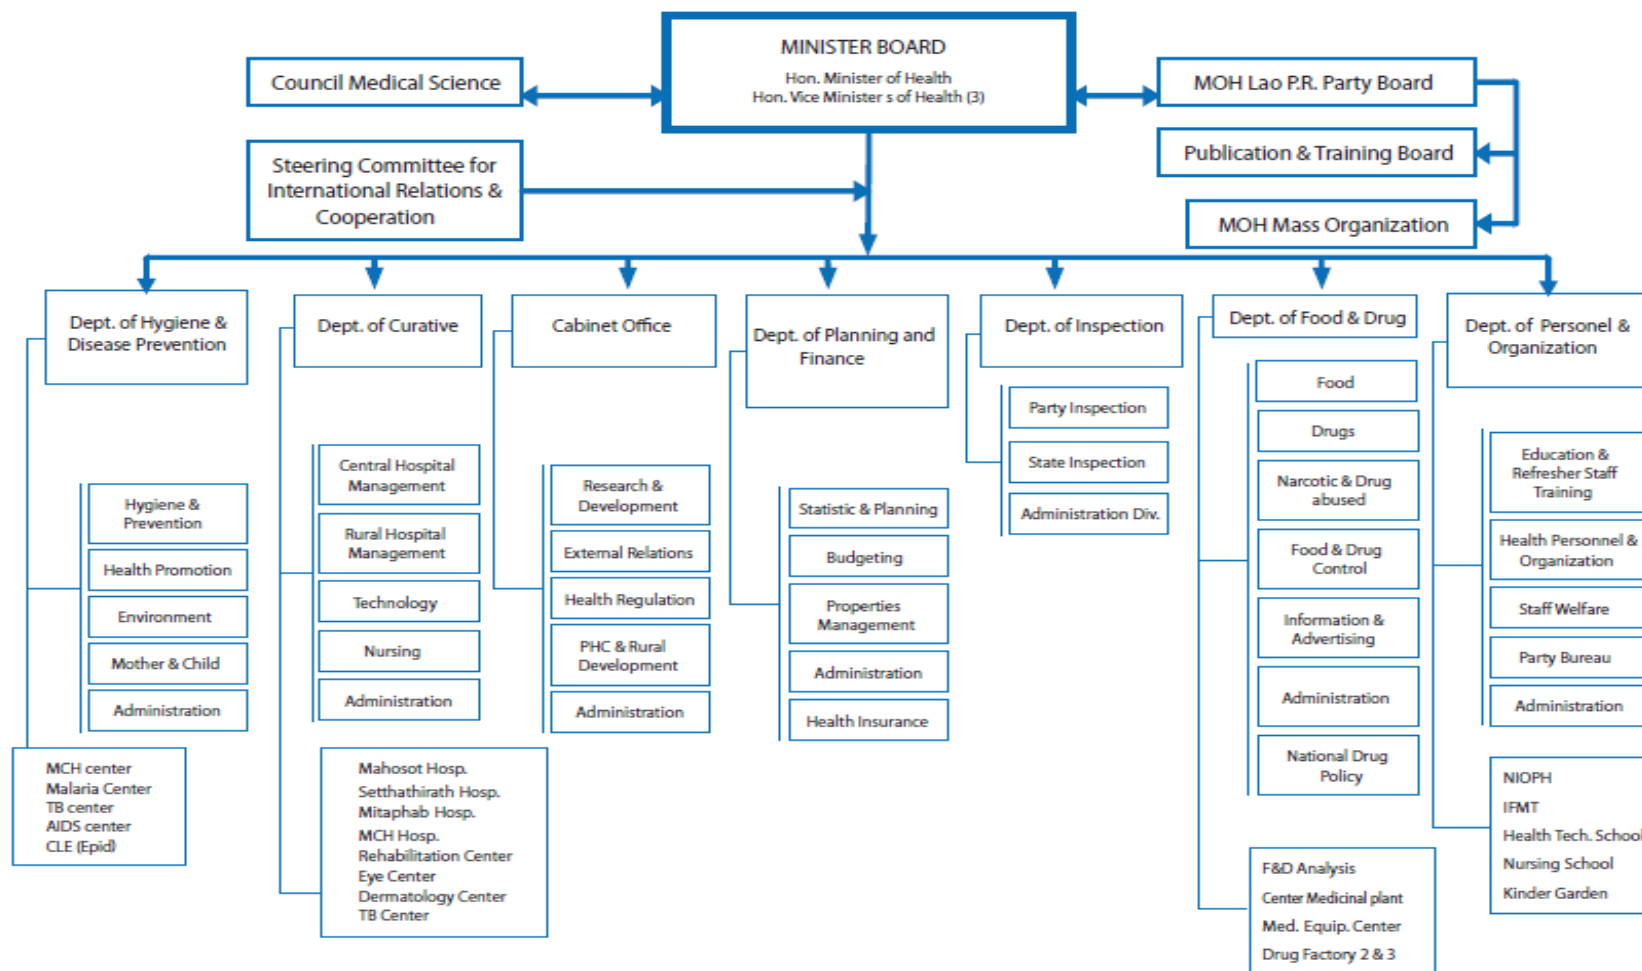 MINISTER BOARD
Hon. Minister of Health
Hon. Vice Minister s of Health (3)
Council Medical Science
MOH Lao P.R. Party Board
Steering Committee for
International Relations &
Cooperation
Publication & Training Board
MOH Mass Organization
Dept. of Hygiene &
Disease Prevention
Hygiene &
Prevention
Health Promotion
Environment
Mother & Child
Administration
MCH center
Malaria Center
TB center
AIDS center
CLE (Epid)
Dept. of Curative
Central Hospital
Management
Rural Hospital
Management
Technology
Nursing
Administration
Mahosot Hosp.
Setthathirath Hosp.
Mitaphab Hosp.
MCH Hosp.
Rehabilitation Center
Eye Center
Dermatology Center
TB Center
Cabinet Office
Research &
Development
External Relations
Health Regulation
PHC & Rural
Development
Administration
Dept. of Planning and
Finance
Statistic & Planning
Budgeting
Properties
Management
Administration
Health Insurance
Dept. of Inspection
Party Inspection
State Inspection
Administration Div.
Dept. of Food & Drug
Food
Drugs
Narcotic & Drug
abused
Food & Drug
Control
Information &
Advertising
Administration
National Drug
Policy
F&D Analysis
Center Medicinal plant
Med. Equip. Center
Drug Factory 2 & 3
Dept. of Personel &
Organization
Education &
Refresher Staff
Training
Health Personnel &
Organization
Staff Welfare
Party Bureau
Administration
NIOPH
IFMT
Health Tech. School
Nursing School
Kinder Garden